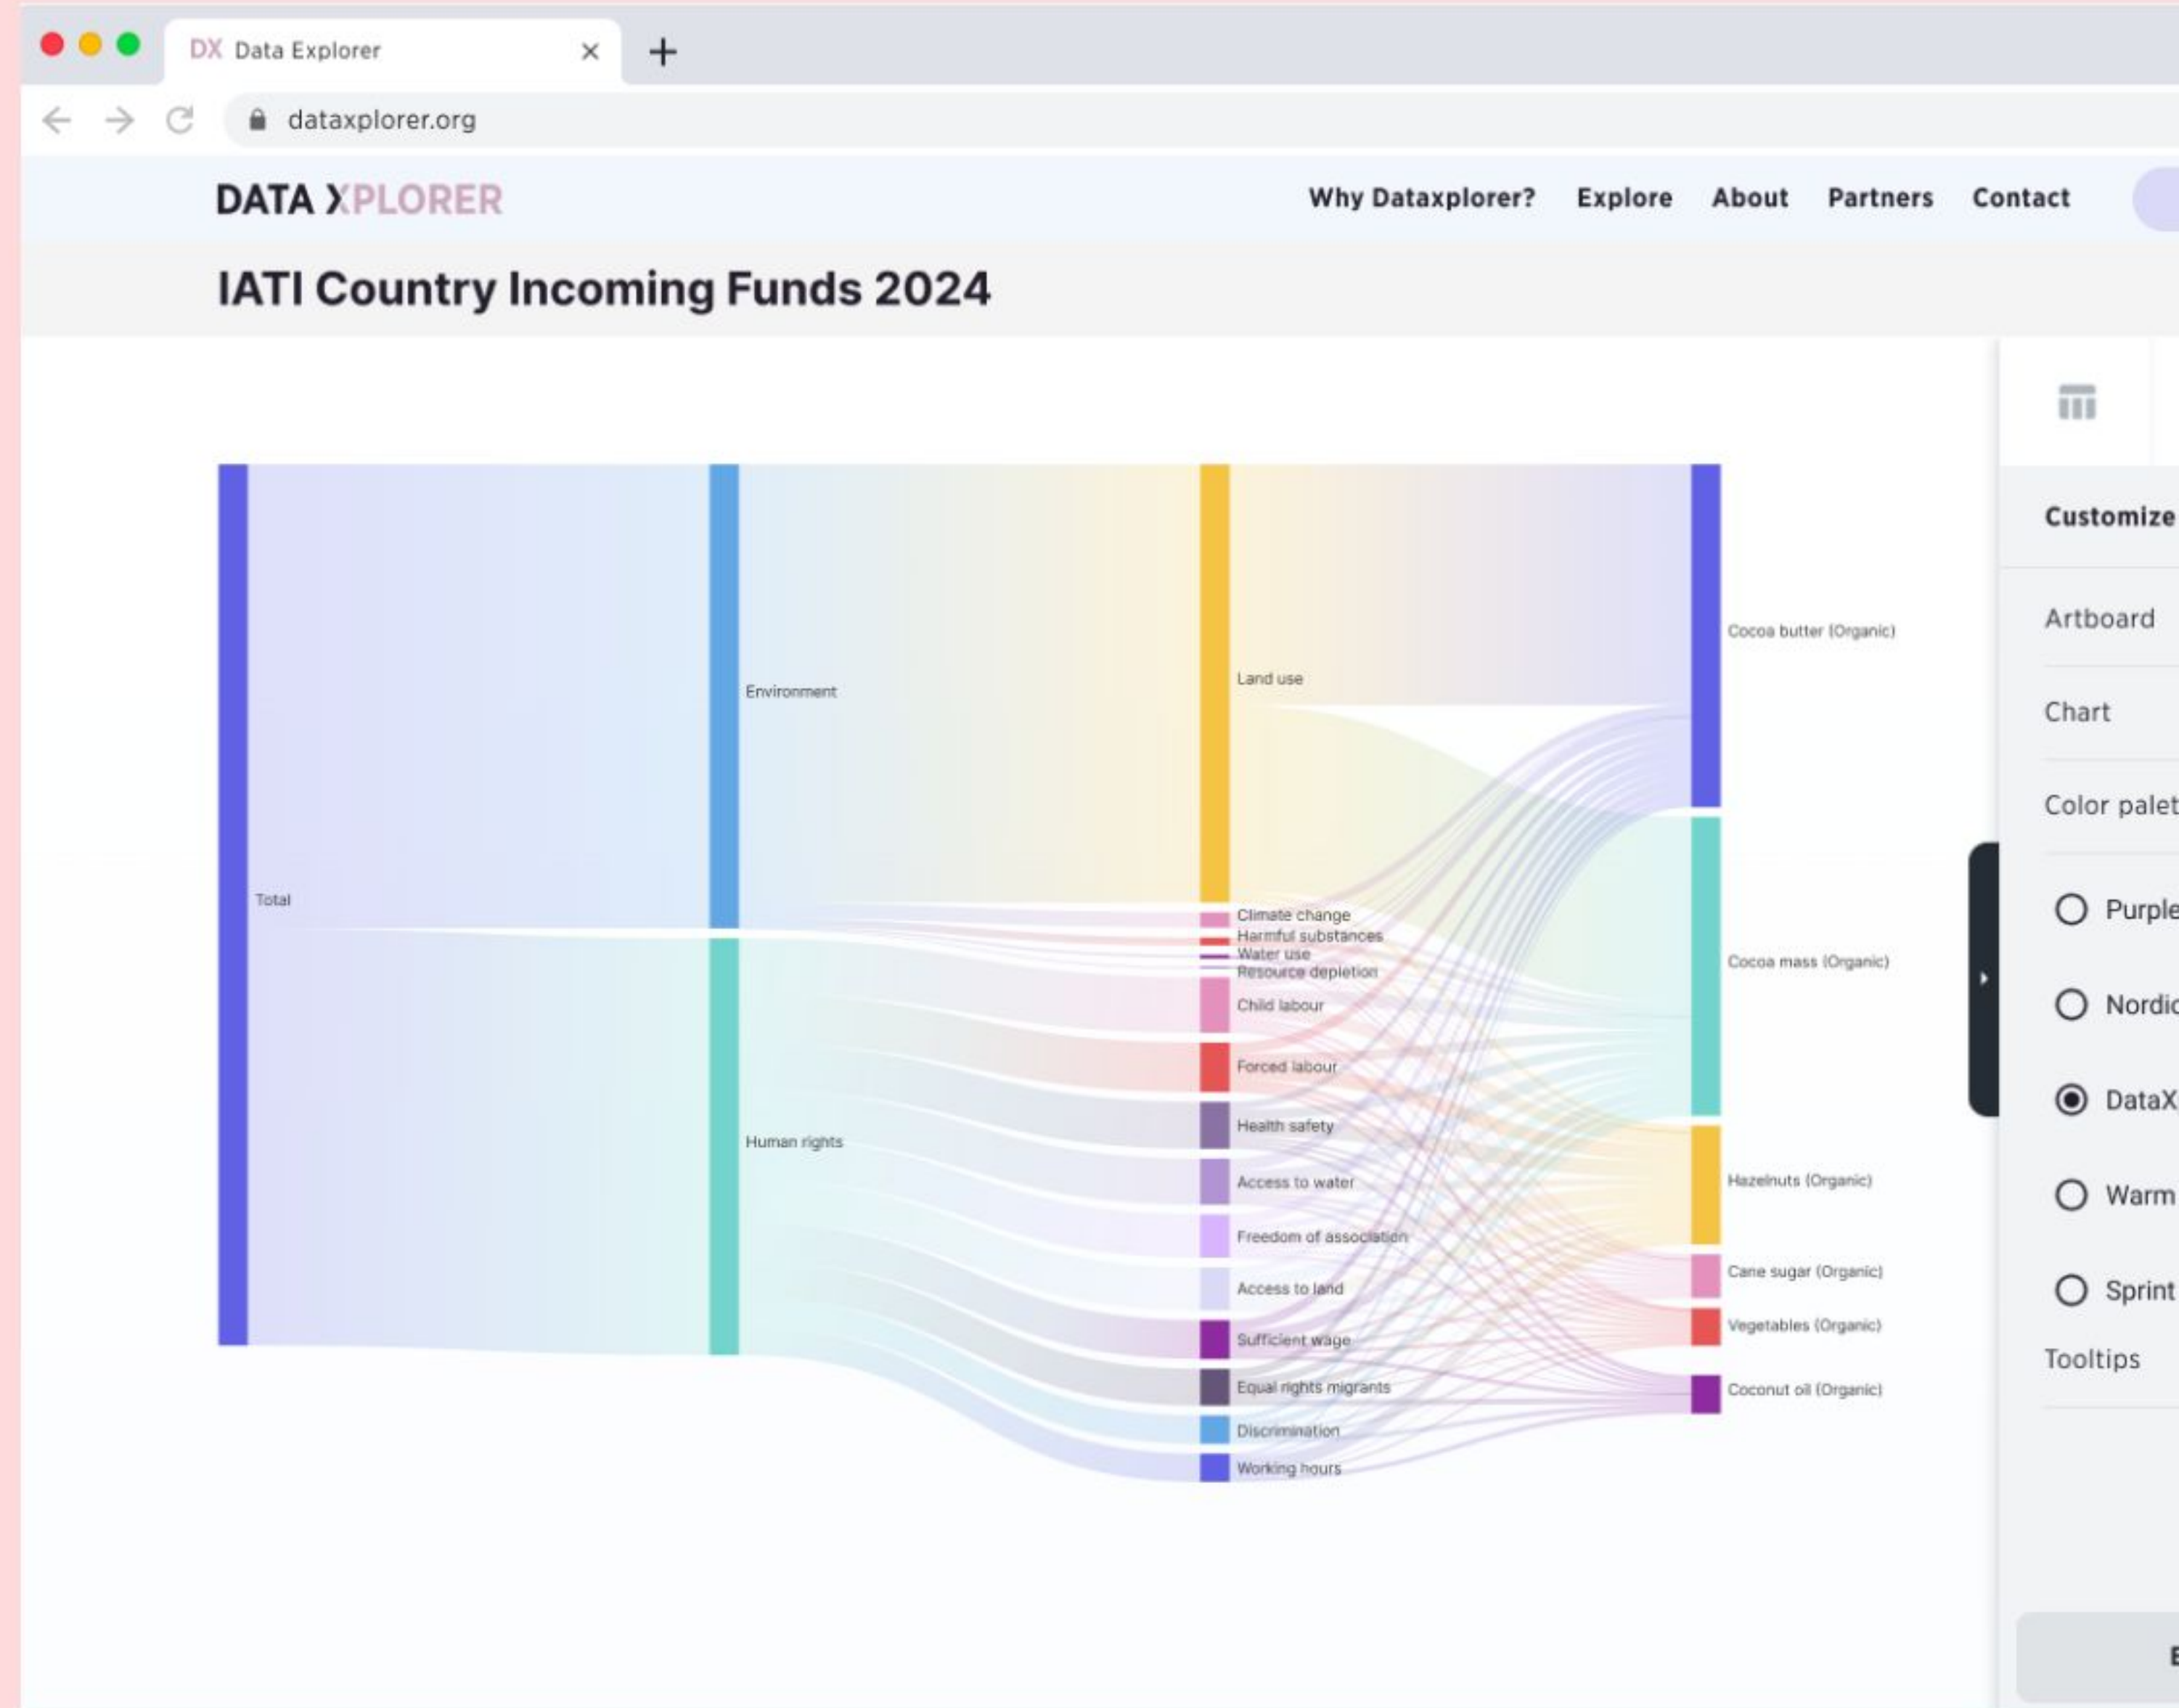 DX Data Explorer
dataxplorer.org
DATA XPLORER
Why Dataxplorer? Explore About Partners Contact
IATI Country Incoming Funds 2024
Total
Environment
Human rights
Land use
Climate change
Harmful substances
Water use
Resource depletion
Child labour
Forced labour
Health safety
Access to water
Freedom of association
Access to land
Sufficient wage
Equal rights migrants
Discrimination
Working hours
Cocoa butter (Organic)
Cocoa mass (Organic)
Hazelnuts (Organic)
Cane sugar (Organic)
Vegetables (Organic)
Coconut oil (Organic)
Customize
Artboard
Chart
Color palet
Purple
Nordic
DataX
Warm
Sprint
Tooltips